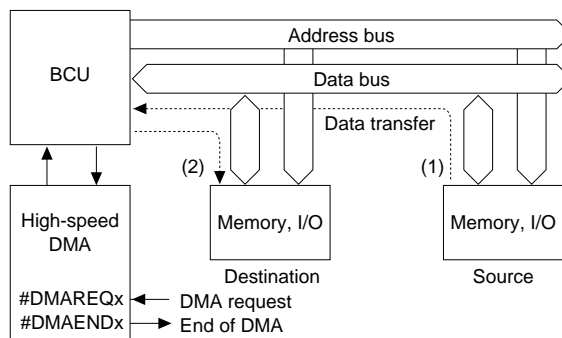 Address bus
BCU
Data bus
Data transfer
(2)
(1)
High-speed
DMA
Memory, I/O
Memory, I/O
Destination
Source
#DMAREQx
DMA request
#DMAENDx
End of DMA